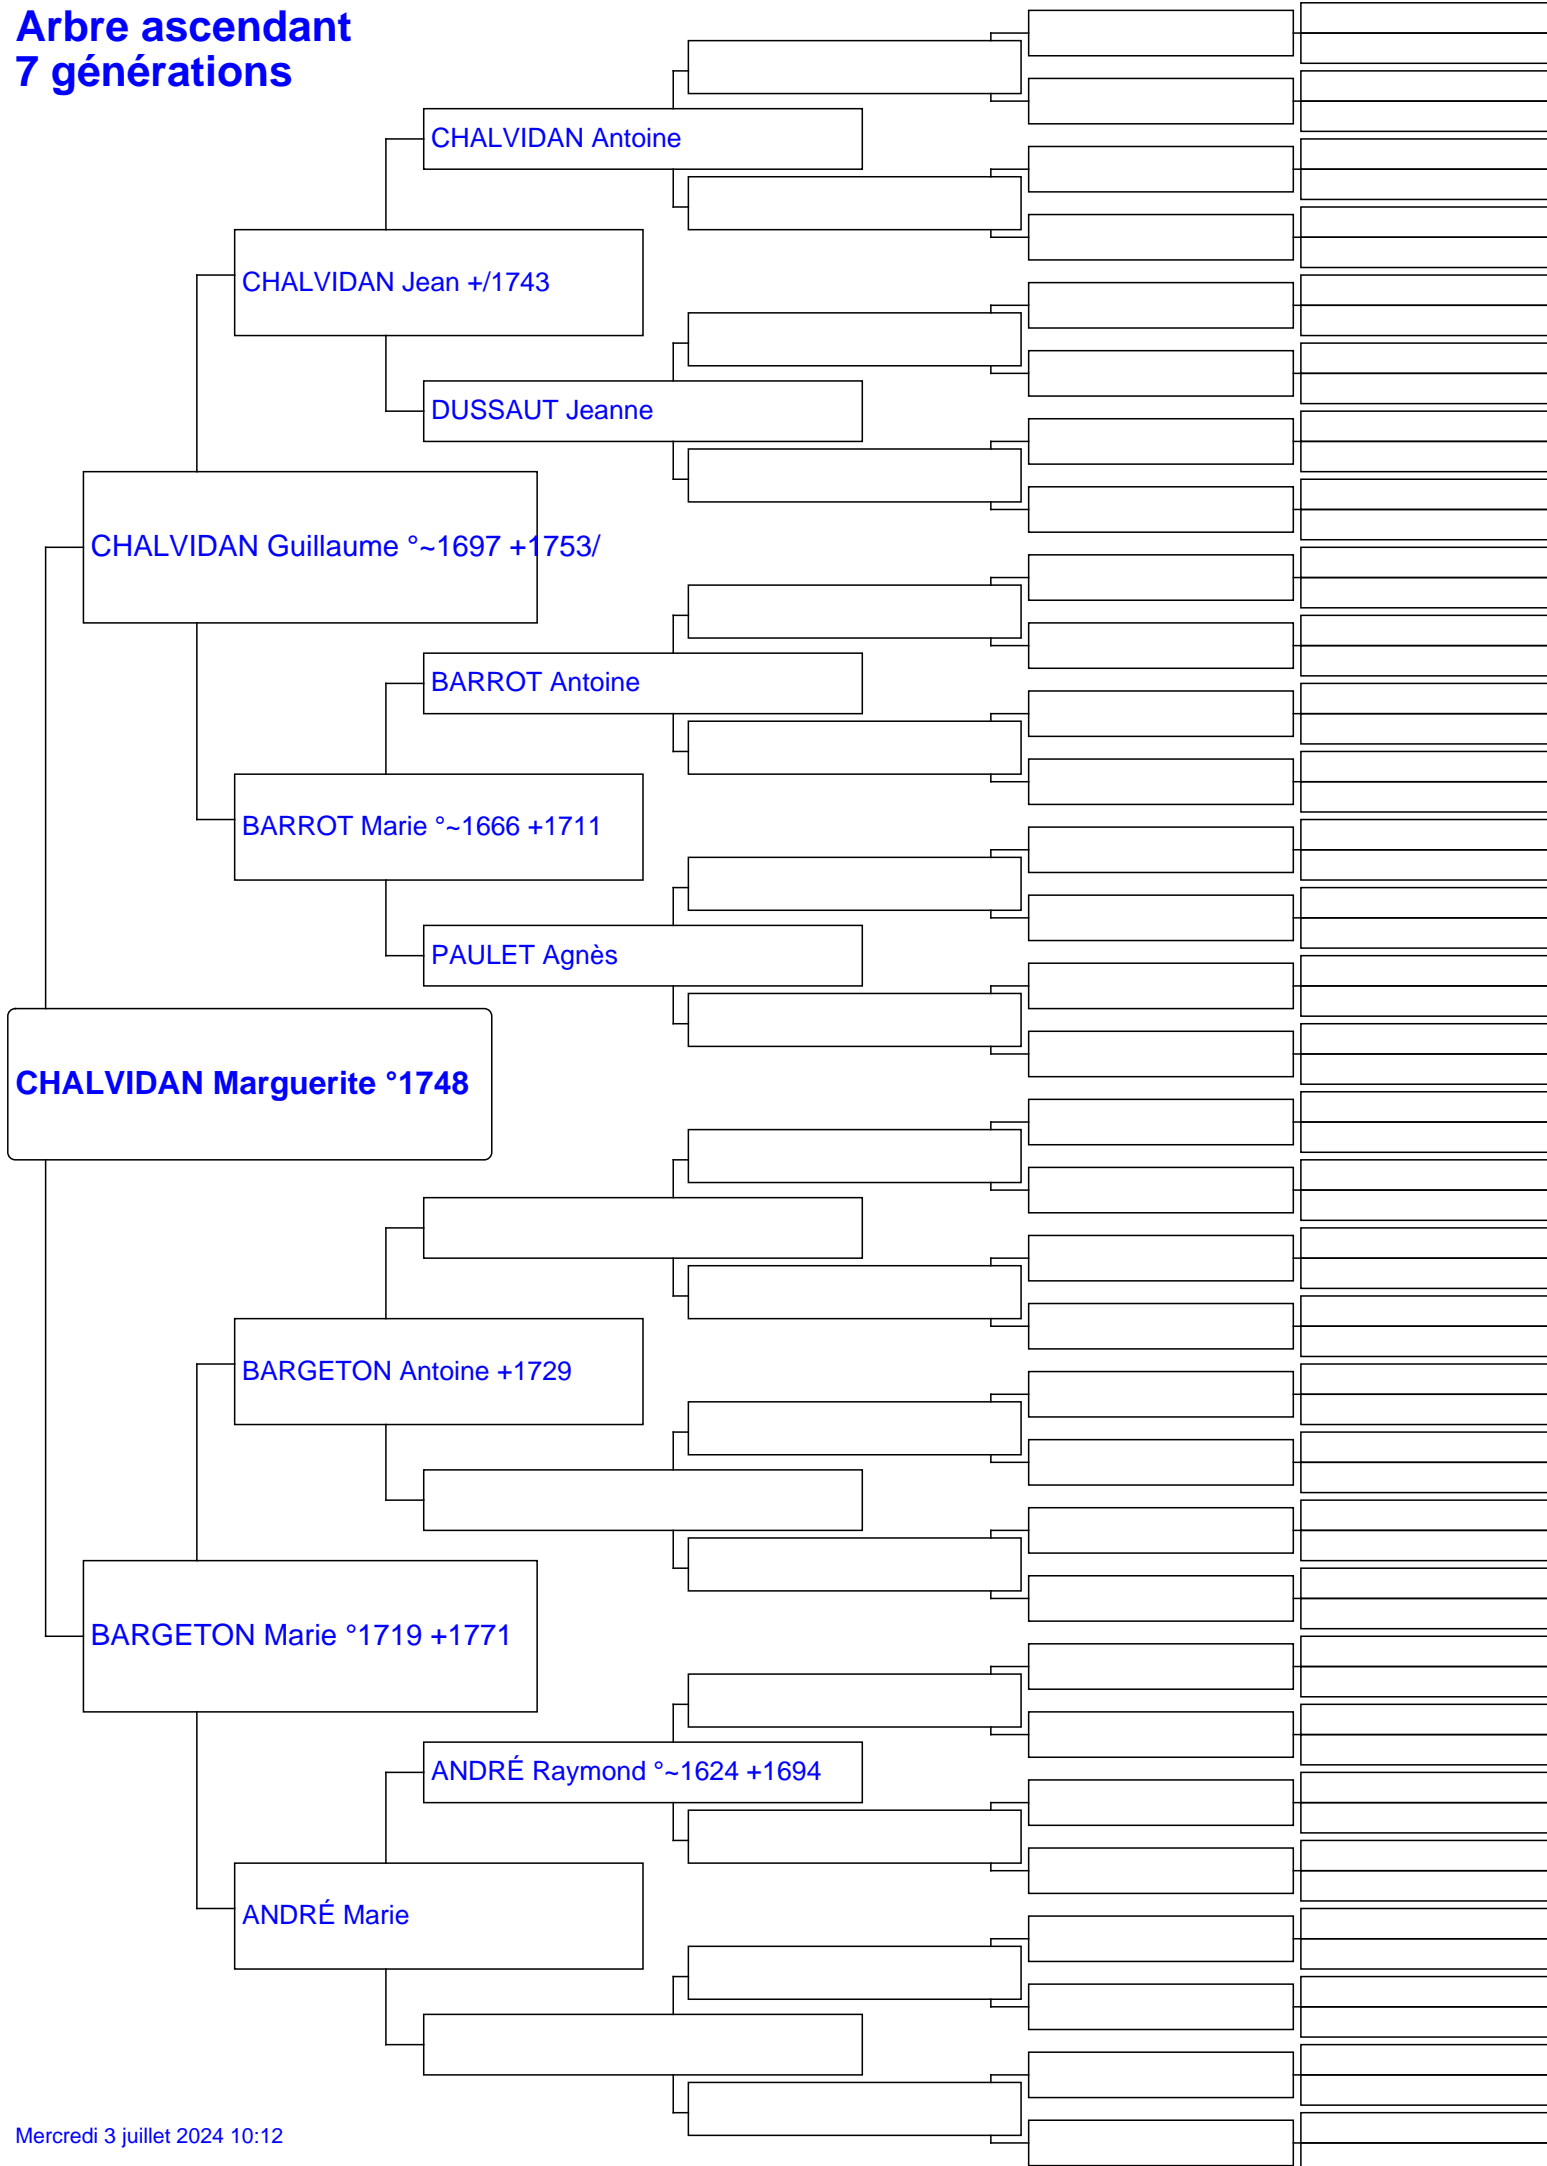 Arbre ascendant
7 générations
CHALVIDAN Antoine
CHALVIDAN Jean +/1743
DUSSAUT Jeanne
CHALVIDAN Guillaume °~1697 +1753/
BARROT Antoine
BARROT Marie °~1666 +1711
PAULET Agnès
CHALVIDAN Marguerite °1748
BARGETON Antoine +1729
BARGETON Marie °1719 +1771
ANDRÉ Raymond °~1624 +1694
ANDRÉ Marie
Mercredi 3 juillet 2024 10:12